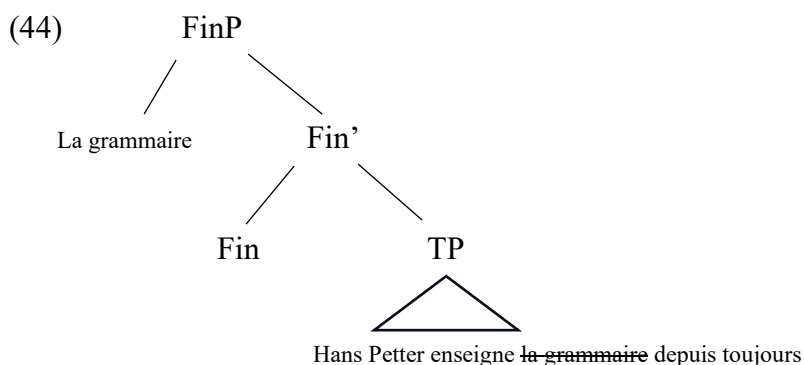 (44) FinP
La grammaire Fin’
Fin TP
Hans Petter enseigne la grammaire depuis toujours